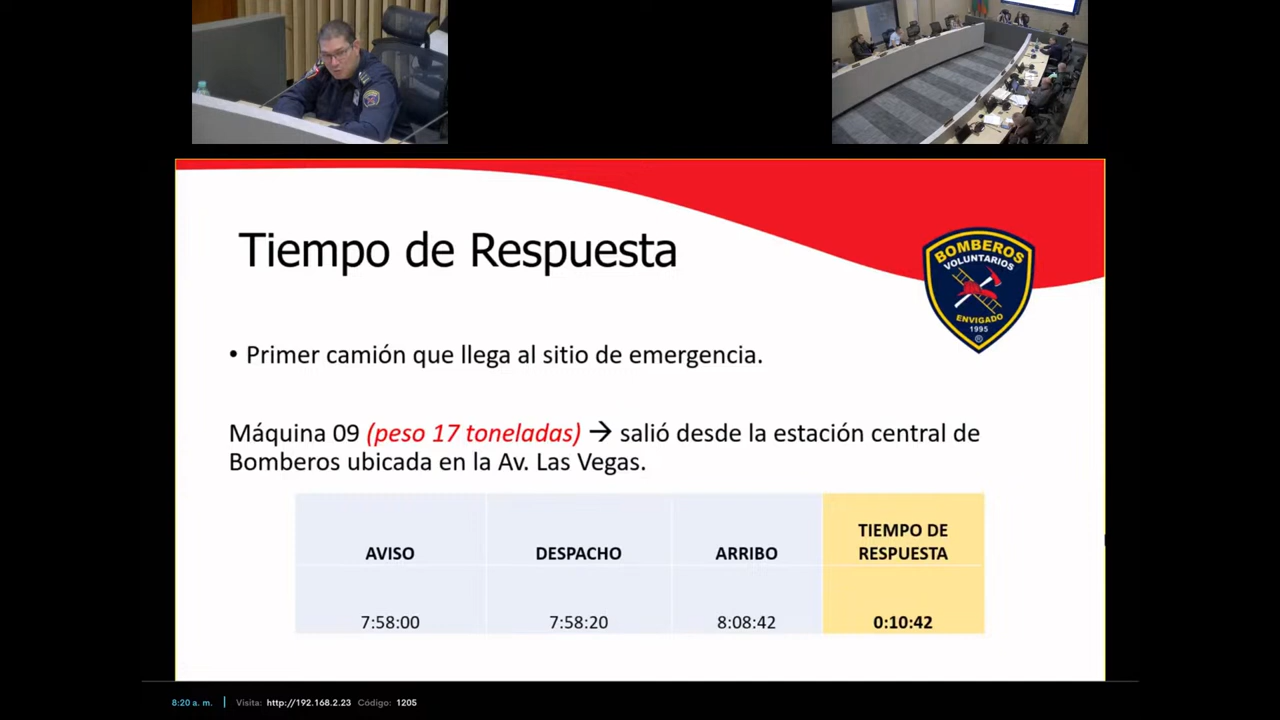 Tiempo de Respuesta
BOMBEROS
VOLUNTARIOS
ENVIGADO
1995
®
• Primer camión que llega al sitio de emergencia.
Máquina 09 (peso 17 toneladas) → salió desde la estación central de
Bomberos ubicada en la Av. Las Vegas.
AVISO DESPACHO ARRIBO TIEMPO DE RESPUESTA
7:58:00 7:58:20 8:08:42 0:10:42
8:20 a. m. | Visita: http://192.168.2.23 Código: 1205